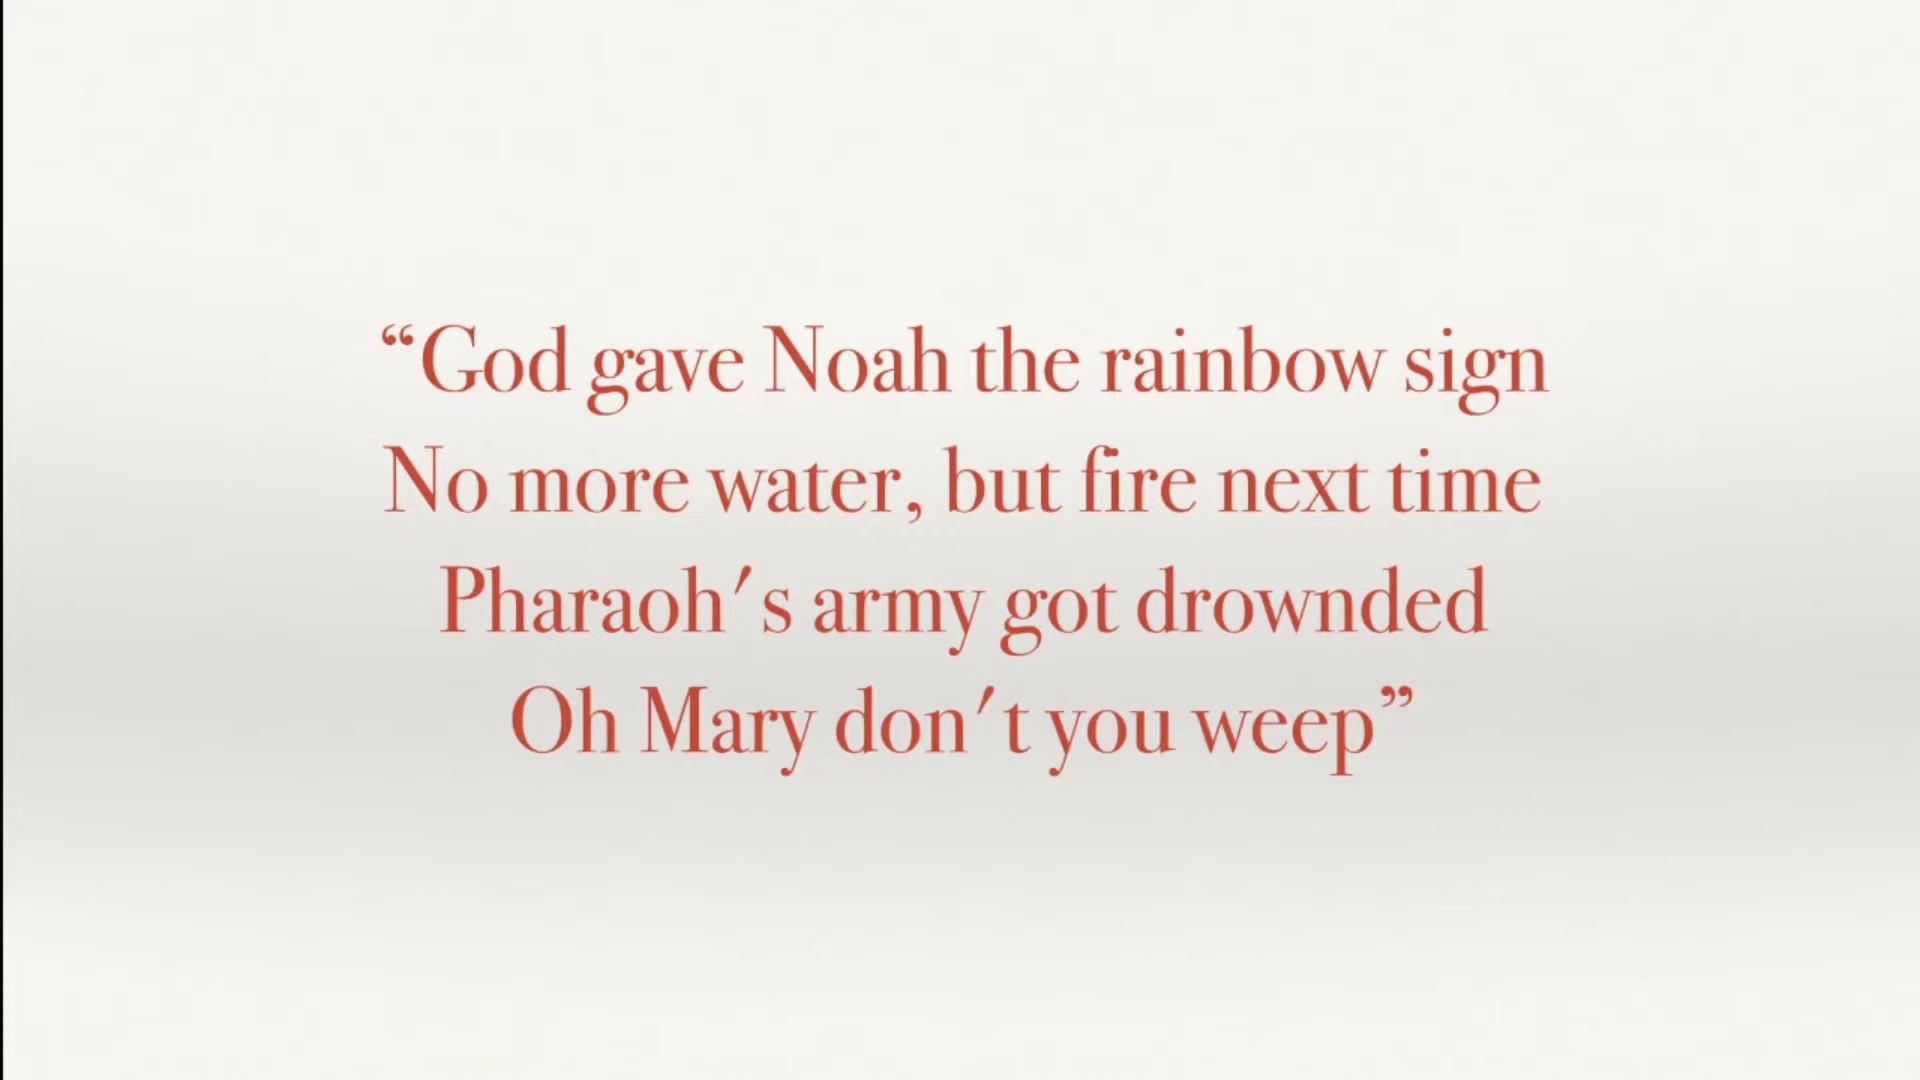 “God gave Noah the rainbow sign
No more water, but fire next time
Pharaoh's army got drownded
Oh Mary don't you weep”